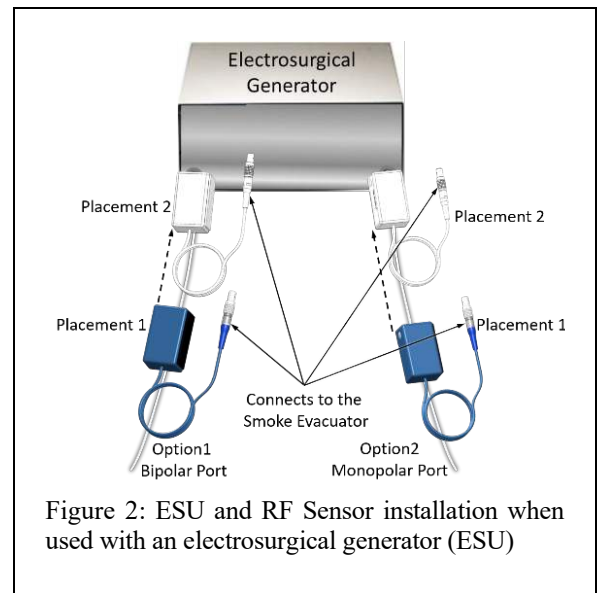 Electrosurgical
Generator
Placement 2
Placement 2
Placement 1
Placement 1
Connects to the
Smoke Evacuator
Option1
Bipolar Port
Option2
Monopolar Port
Figure 2: ESU and RF Sensor installation when
used with an electrosurgical generator (ESU)